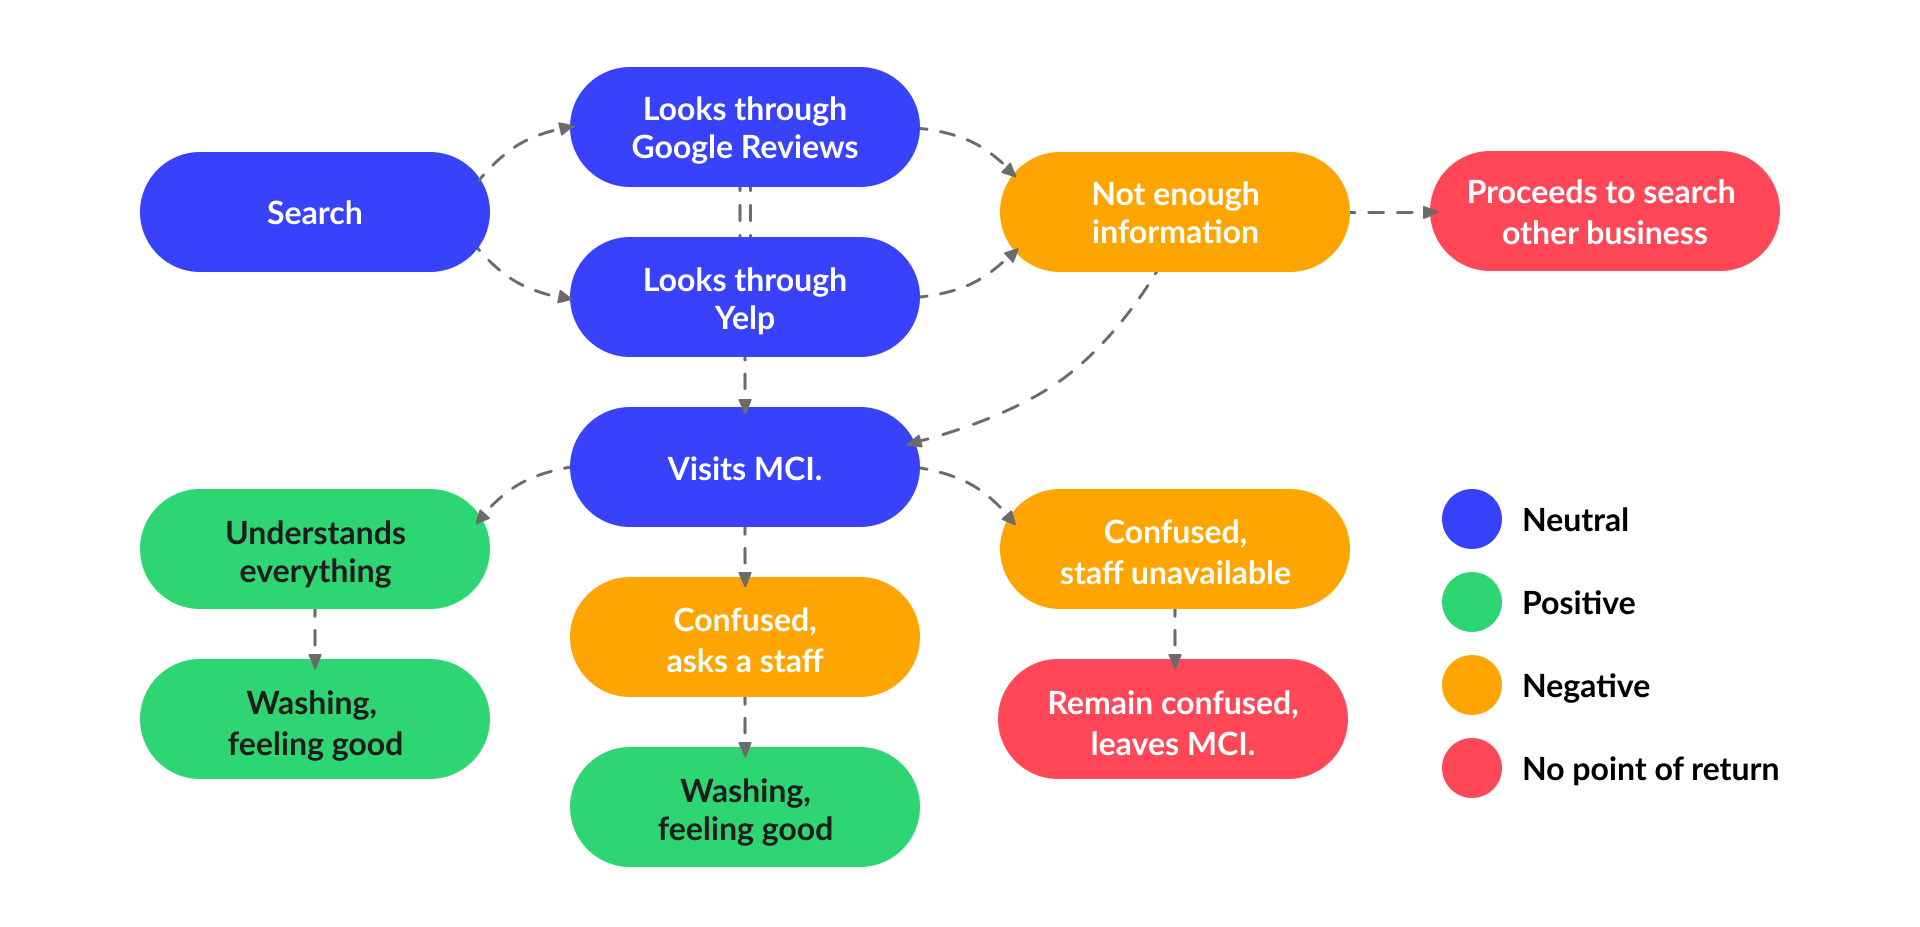 Search
Looks through
Google Reviews
Looks through
Yelp
Not enough
information
Proceeds to search
other business
Visits MCI.
Understands
everything
Washing,
feeling good
Confused,
asks a staff
Washing,
feeling good
Confused,
staff unavailable
Remain confused,
leaves MCI.
Neutral
Positive
Negative
No point of return